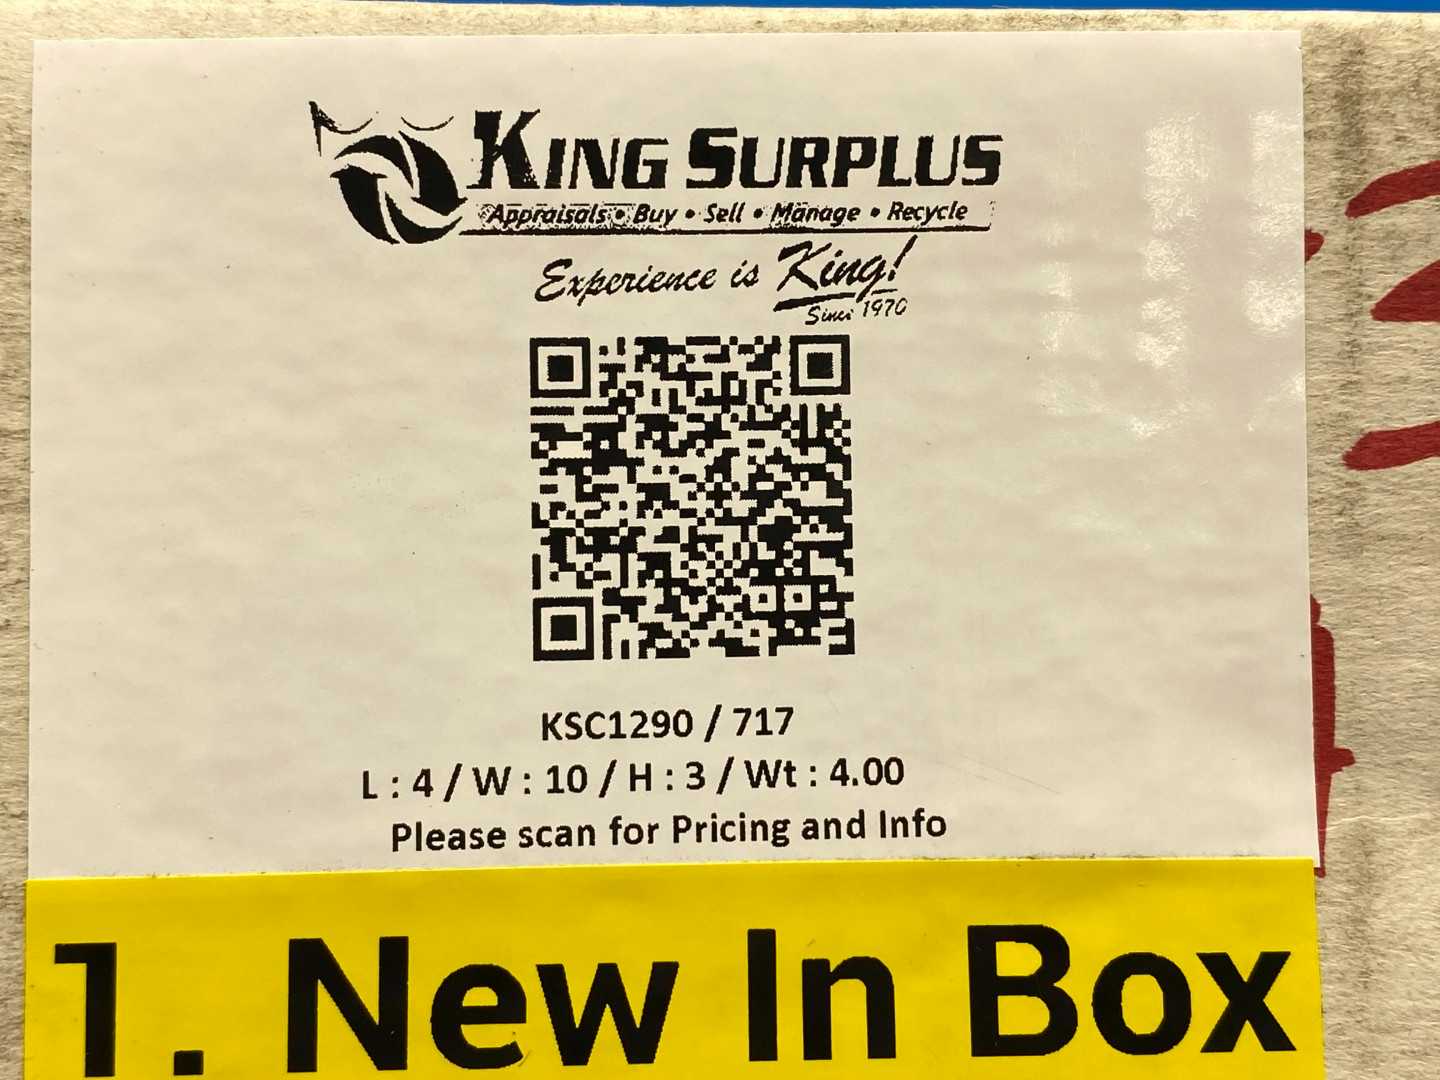 KING SURPLUS
Appraisals • Buy • Sell • Manage • Recycle
Experience is King!
Since 1970
KSC1290 / 717
L : 4 / W : 10 / H : 3 / Wt : 4.00
Please scan for Pricing and Info
1. New In Box